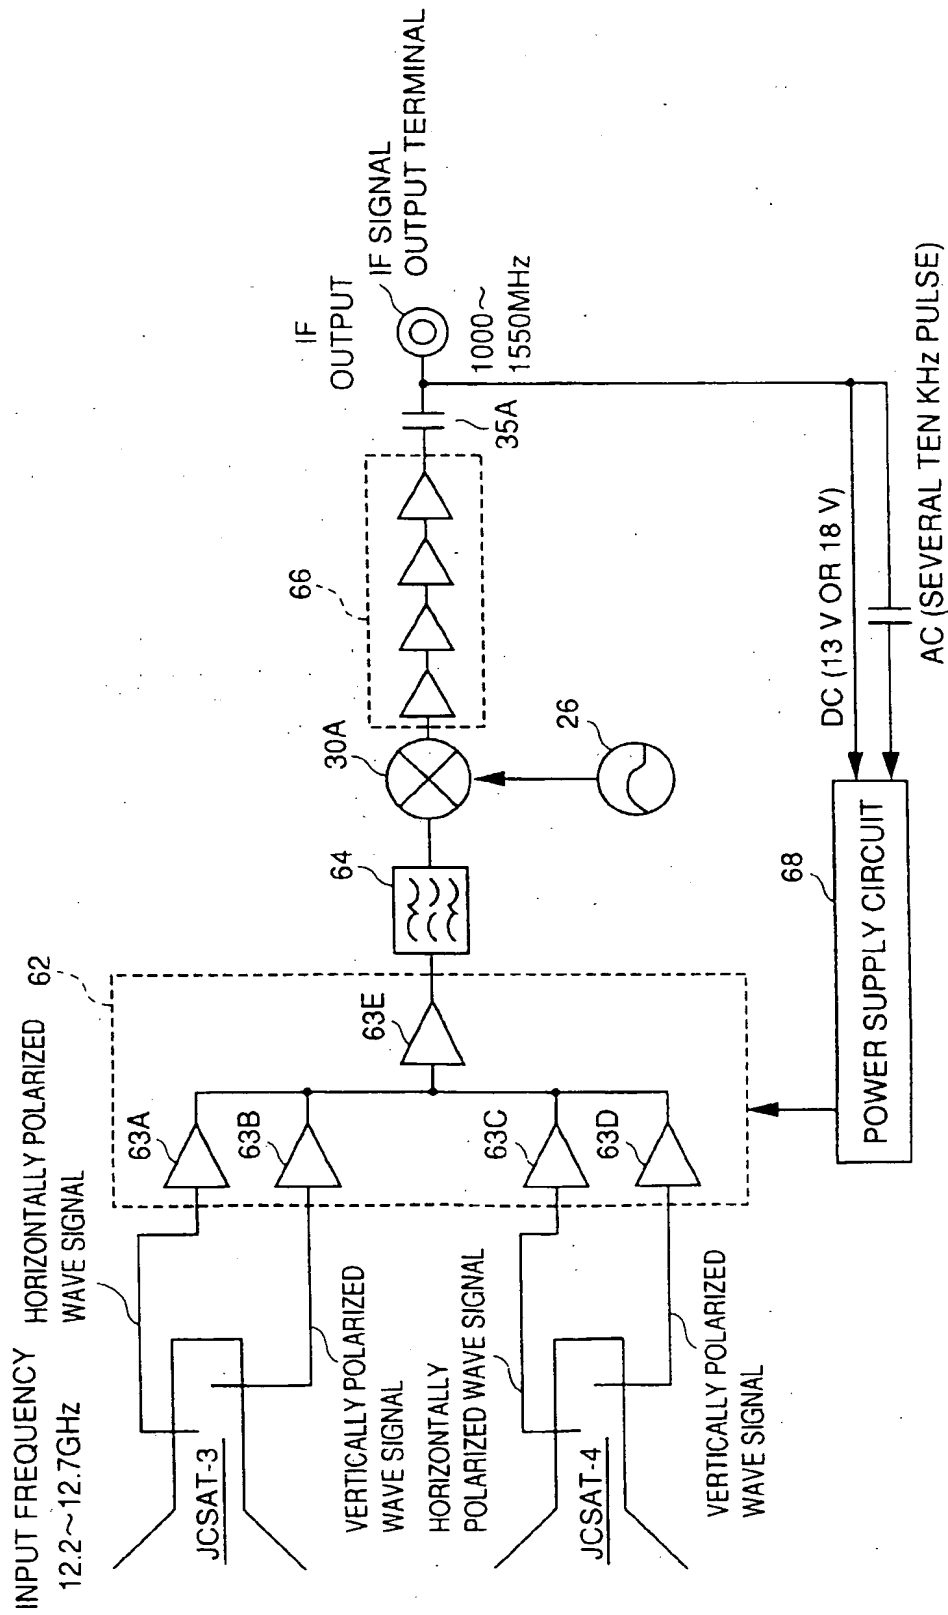 INPUT FREQUENCY
12.2～12.7GHz
HORIZONTALLY POLARIZED
WAVE SIGNAL
JCSAT-3
VERTICALLY POLARIZED
WAVE SIGNAL
HORIZONTALLY
POLARIZED WAVE SIGNAL
JCSAT-4
VERTICALLY POLARIZED
WAVE SIGNAL
62
63A
63B
63C
63D
63E
64
30A
26
66
35A
IF
OUTPUT
IF SIGNAL
OUTPUT TERMINAL
1000～
1550MHz
DC (13 V OR 18 V)
AC (SEVERAL TEN KHz PULSE)
68
POWER SUPPLY CIRCUIT